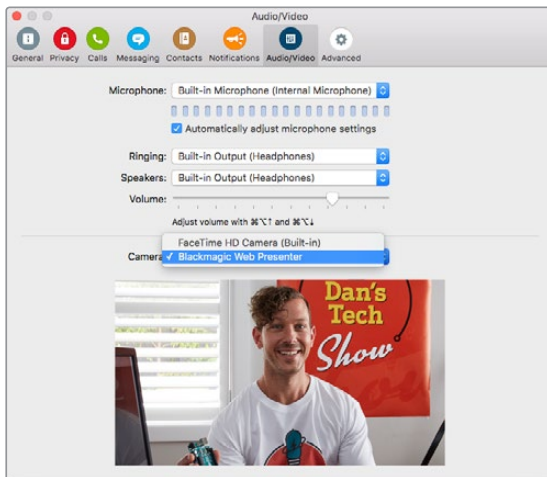 Audio/Video
General Privacy Calls Messaging Contacts Notifications Audio/Video Advanced
Microphone: Built-in Microphone (Internal Microphone)
Automatically adjust microphone settings
Ringing: Built-in Output (Headphones)
Speakers: Built-in Output (Headphones)
Volume:
Adjust volume with ⌘⌥↑ and ⌘⌥↓
FaceTime HD Camera (Built-in)
Camera ✓ Blackmagic Web Presenter
Dan's
Tech
Show